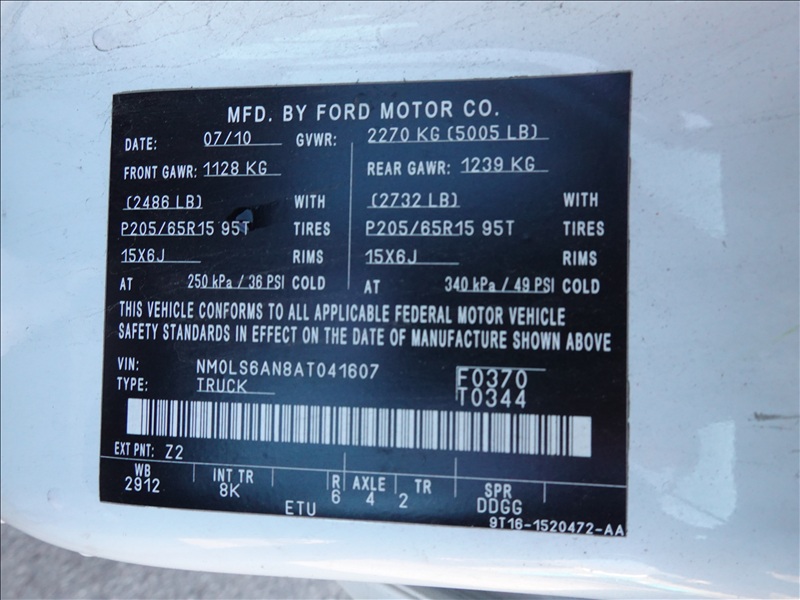 MFD. BY FORD MOTOR CO.
DATE: 07/10 GVWR: 2270 KG (5005 LB)
FRONT GAWR: 1128 KG REAR GAWR: 1239 KG
(2486 LB) WITH (2732 LB) WITH
P205/65R15 95T TIRES P205/65R15 95T TIRES
15X6J RIMS 15X6J RIMS
AT 250 kPa / 36 PSI COLD AT 340 kPa / 49 PSI COLD
THIS VEHICLE CONFORMS TO ALL APPLICABLE FEDERAL MOTOR VEHICLE
SAFETY STANDARDS IN EFFECT ON THE DATE OF MANUFACTURE SHOWN ABOVE
VIN: NM0LS6AN8AT041607 F0370
TYPE: TRUCK T0344
EXT PNT: Z2
WB INT TR R AXLE TR SPR
2912 8K 6 4 2 DDGG
ETU 9T16-1520472-AA